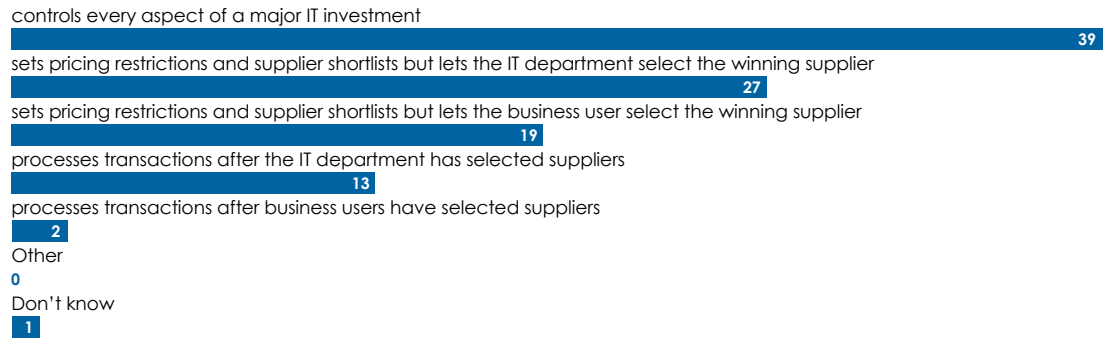 controls every aspect of a major IT investment
39
sets pricing restrictions and supplier shortlists but lets the IT department select the winning supplier
27
sets pricing restrictions and supplier shortlists but lets the business user select the winning supplier
19
processes transactions after the IT department has selected suppliers
13
processes transactions after business users have selected suppliers
2
Other
0
Don’t know
1